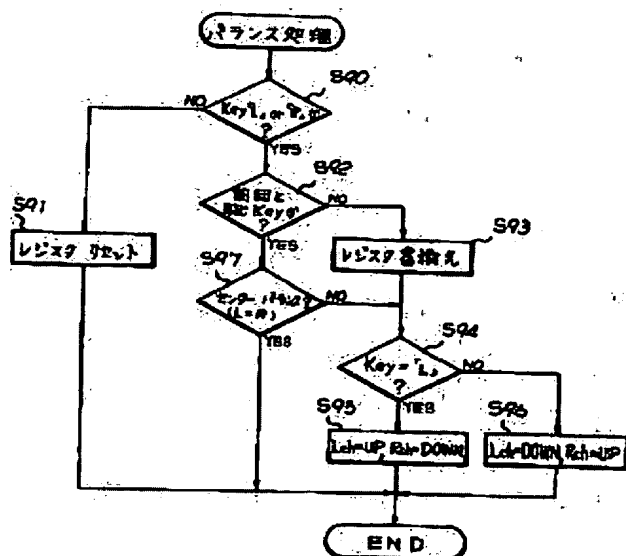 バランス処理
S90
Key「L」or「R」か
?
NO
YES
S92
前回と
同じKeyか
?
NO
YES
S91
レジスタ リセット
S93
レジスタ書換え
S97
センターバランス?
(L=R)
NO
YES
S94
Key=「L」
?
NO
YES
S95
Lch=UP Rch=DOWN
S96
Lch=DOWN Rch=UP
END